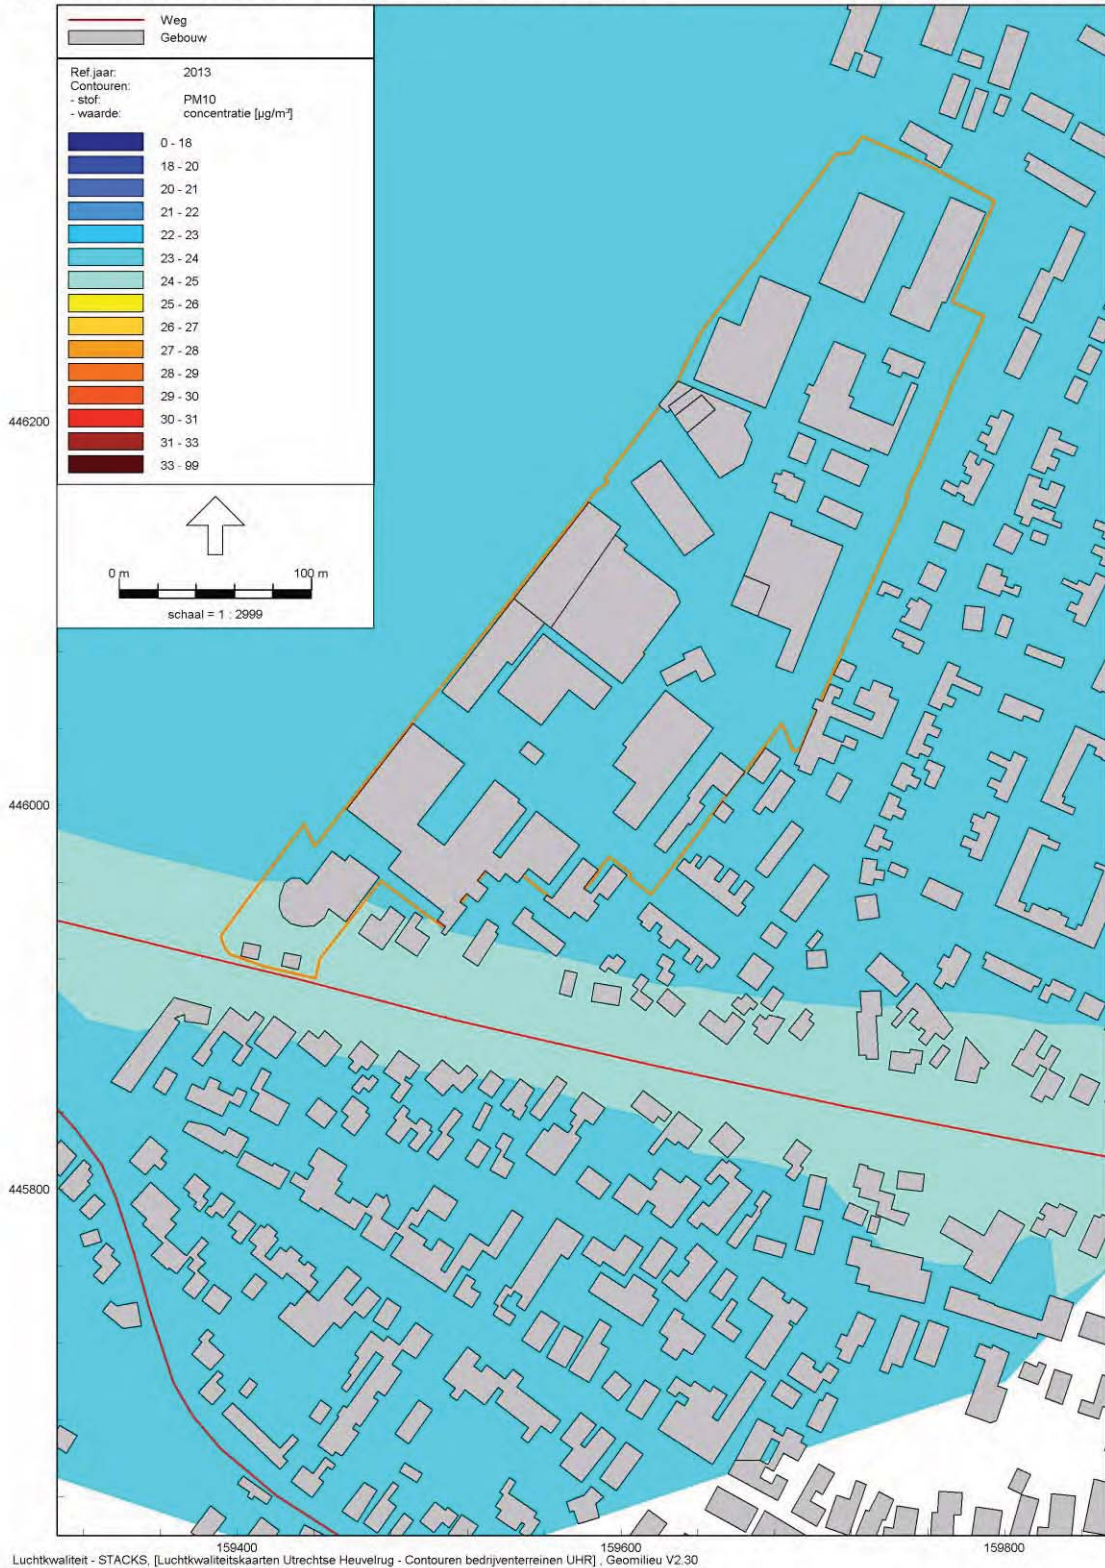 Weg
Gebouw
Ref.jaar: 2013
Contouren:
- stof: PM10
- waarde: concentratie [µg/m³]
0 - 18
18 - 20
20 - 21
21 - 22
22 - 23
23 - 24
24 - 25
25 - 26
26 - 27
27 - 28
28 - 29
29 - 30
30 - 31
31 - 33
33 - 99
0 m 100 m
schaal = 1 : 2999
446200
446000
445800
159400 159600 159800
Luchtkwaliteit - STACKS, [Luchtkwaliteitskaarten Utrechtse Heuvelrug - Contouren bedrijventerreinen UHR] , Geomilieu V2.30